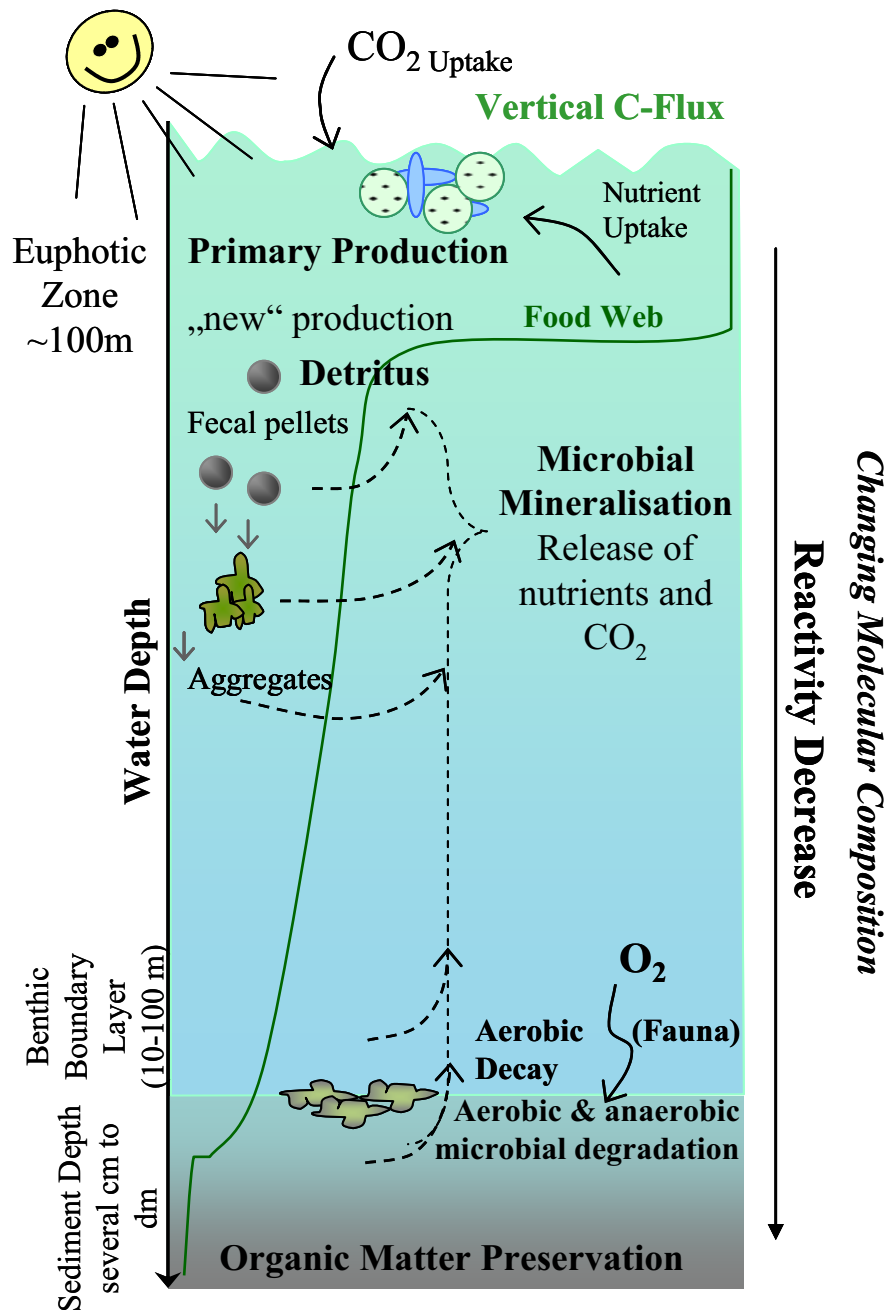 CO₂ Uptake
Vertical C-Flux
Nutrient
Uptake
Euphotic
Zone
~100m
Primary Production
„new“ production
Food Web
Detritus
Fecal pellets
Microbial
Mineralisation
Release of
nutrients and
CO₂
Aggregates
Water Depth
Reactivity Decrease
Changing Molecular Composition
Benthic
Boundary
Layer
(10-100 m)
O₂
Aerobic
Decay
(Fauna)
Aerobic & anaerobic
microbial degradation
Sediment Depth
several cm to
dm
Organic Matter Preservation